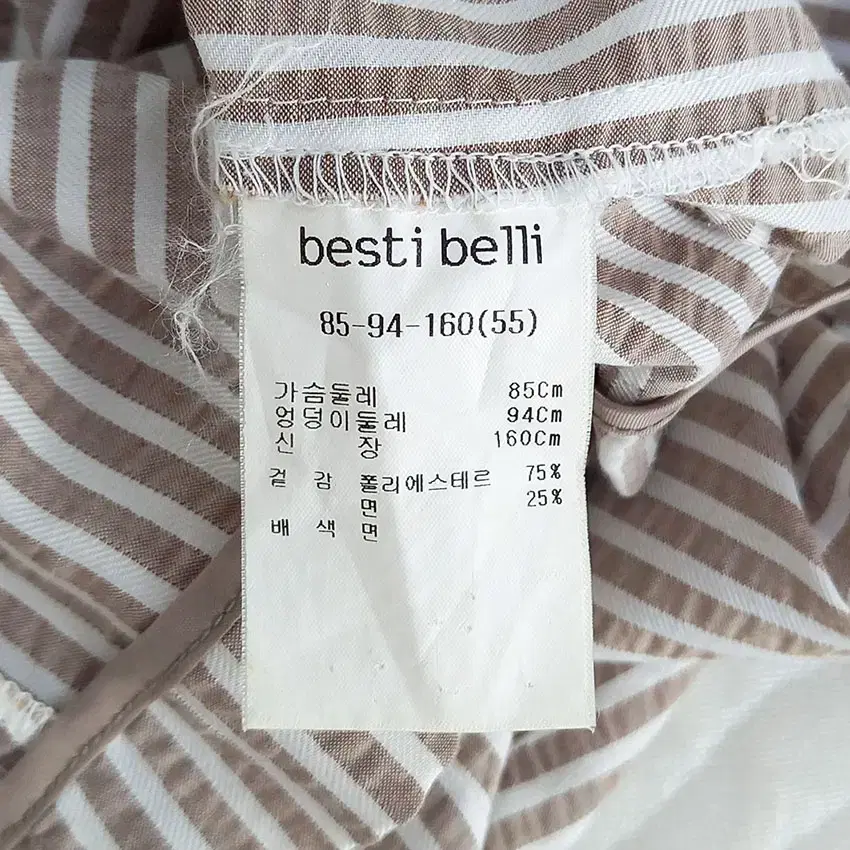 besti belli
85-94-160(55)
가슴둘레 85Cm
엉덩이둘레 94Cm
신 장 160Cm
겉 감 폴리에스테르 75%
면 25%
배 색 면